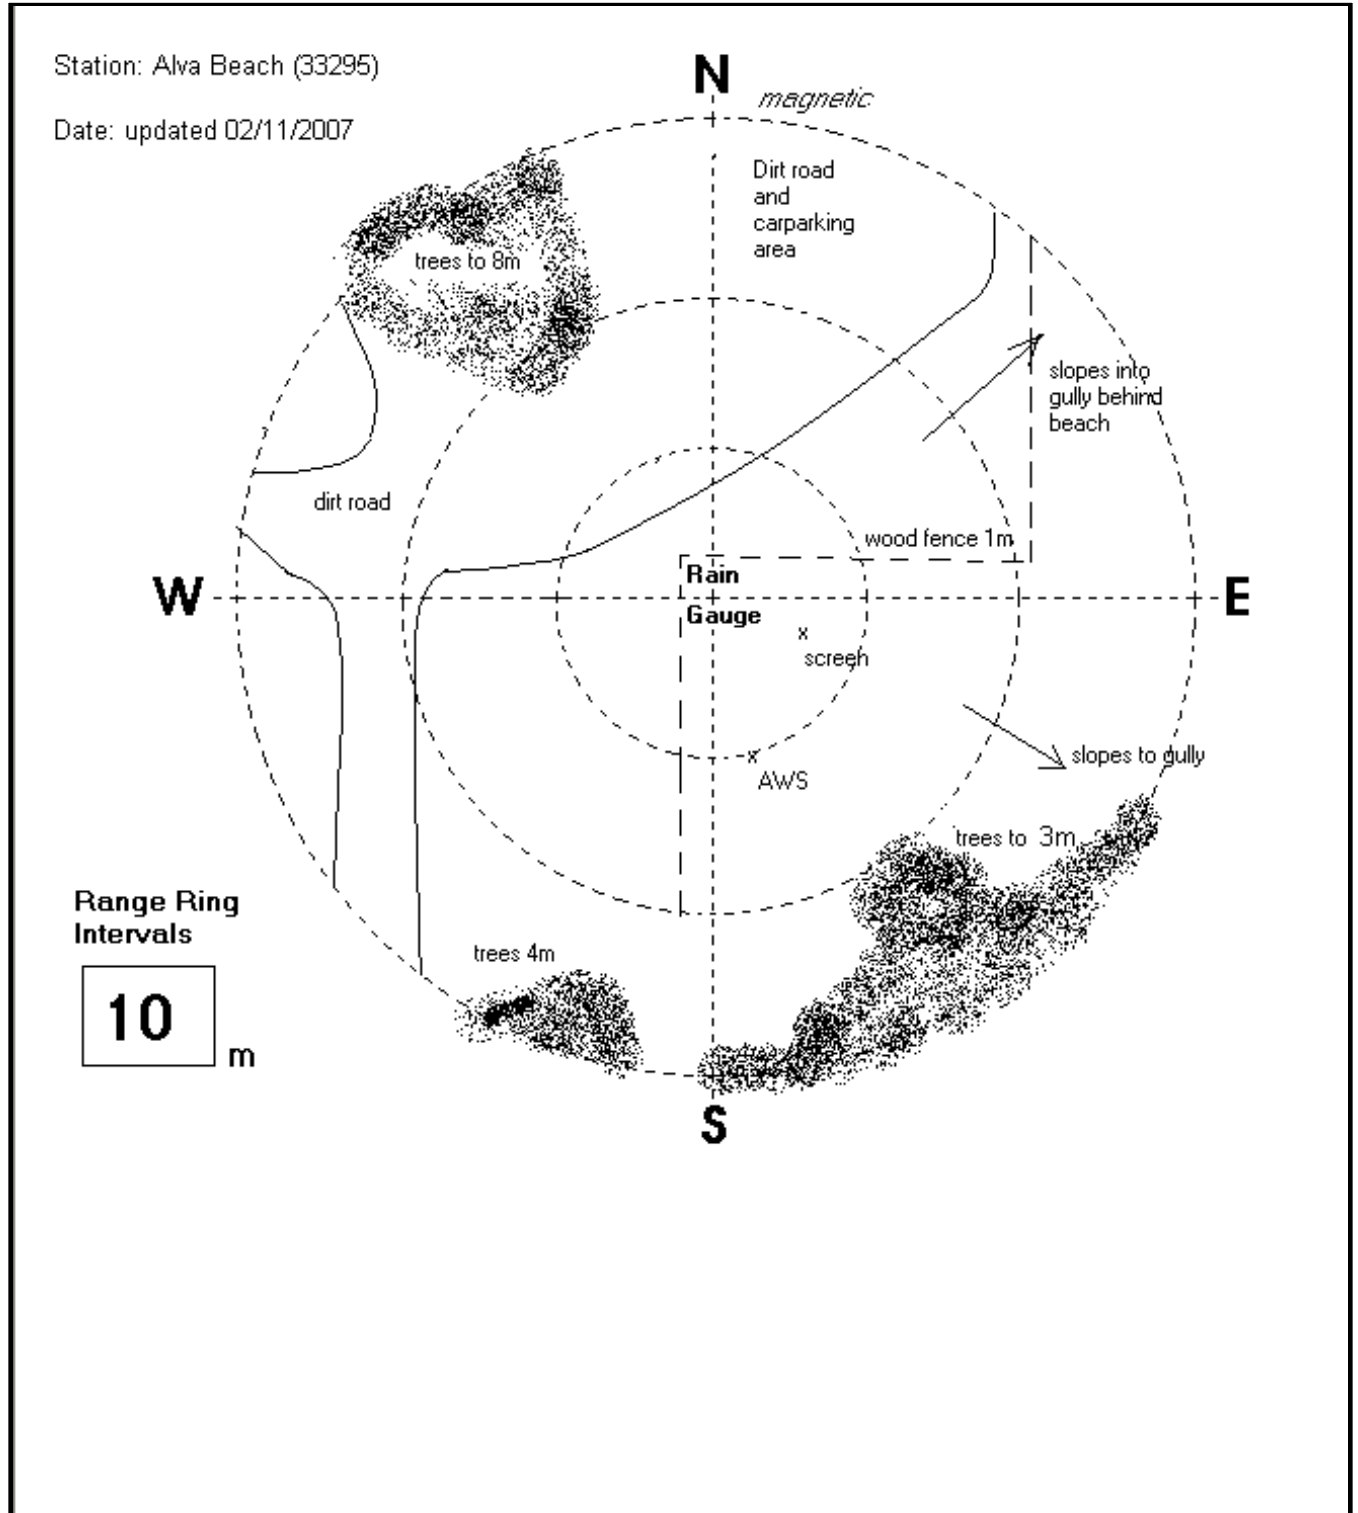 Station: Alva Beach (33295)
Date: updated 02/11/2007
N
magnetic
Dirt road
and
carparking
area
trees to 8m
slopes into
gully behind
beach
dirt road
wood fence 1m
Rain
Gauge
W
E
screen
slopes to gully
AWS
trees to 3m
Range Ring
Intervals
10
m
trees 4m
S